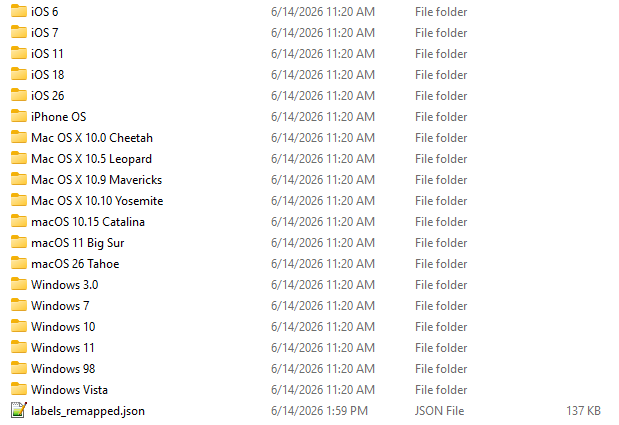 iOS 6 6/14/2026 11:20 AM File folder
iOS 7 6/14/2026 11:20 AM File folder
iOS 11 6/14/2026 11:20 AM File folder
iOS 18 6/14/2026 11:20 AM File folder
iOS 26 6/14/2026 11:20 AM File folder
iPhone OS 6/14/2026 11:20 AM File folder
Mac OS X 10.0 Cheetah 6/14/2026 11:20 AM File folder
Mac OS X 10.5 Leopard 6/14/2026 11:20 AM File folder
Mac OS X 10.9 Mavericks 6/14/2026 11:20 AM File folder
Mac OS X 10.10 Yosemite 6/14/2026 11:20 AM File folder
macOS 10.15 Catalina 6/14/2026 11:20 AM File folder
macOS 11 Big Sur 6/14/2026 11:20 AM File folder
macOS 26 Tahoe 6/14/2026 11:20 AM File folder
Windows 3.0 6/14/2026 11:20 AM File folder
Windows 7 6/14/2026 11:20 AM File folder
Windows 10 6/14/2026 11:20 AM File folder
Windows 11 6/14/2026 11:20 AM File folder
Windows 98 6/14/2026 11:20 AM File folder
Windows Vista 6/14/2026 11:20 AM File folder
labels_remapped.json 6/14/2026 1:59 PM JSON File 137 KB